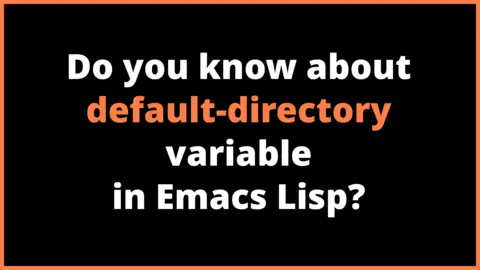 Do you know about
default-directory
variable
in Emacs Lisp?